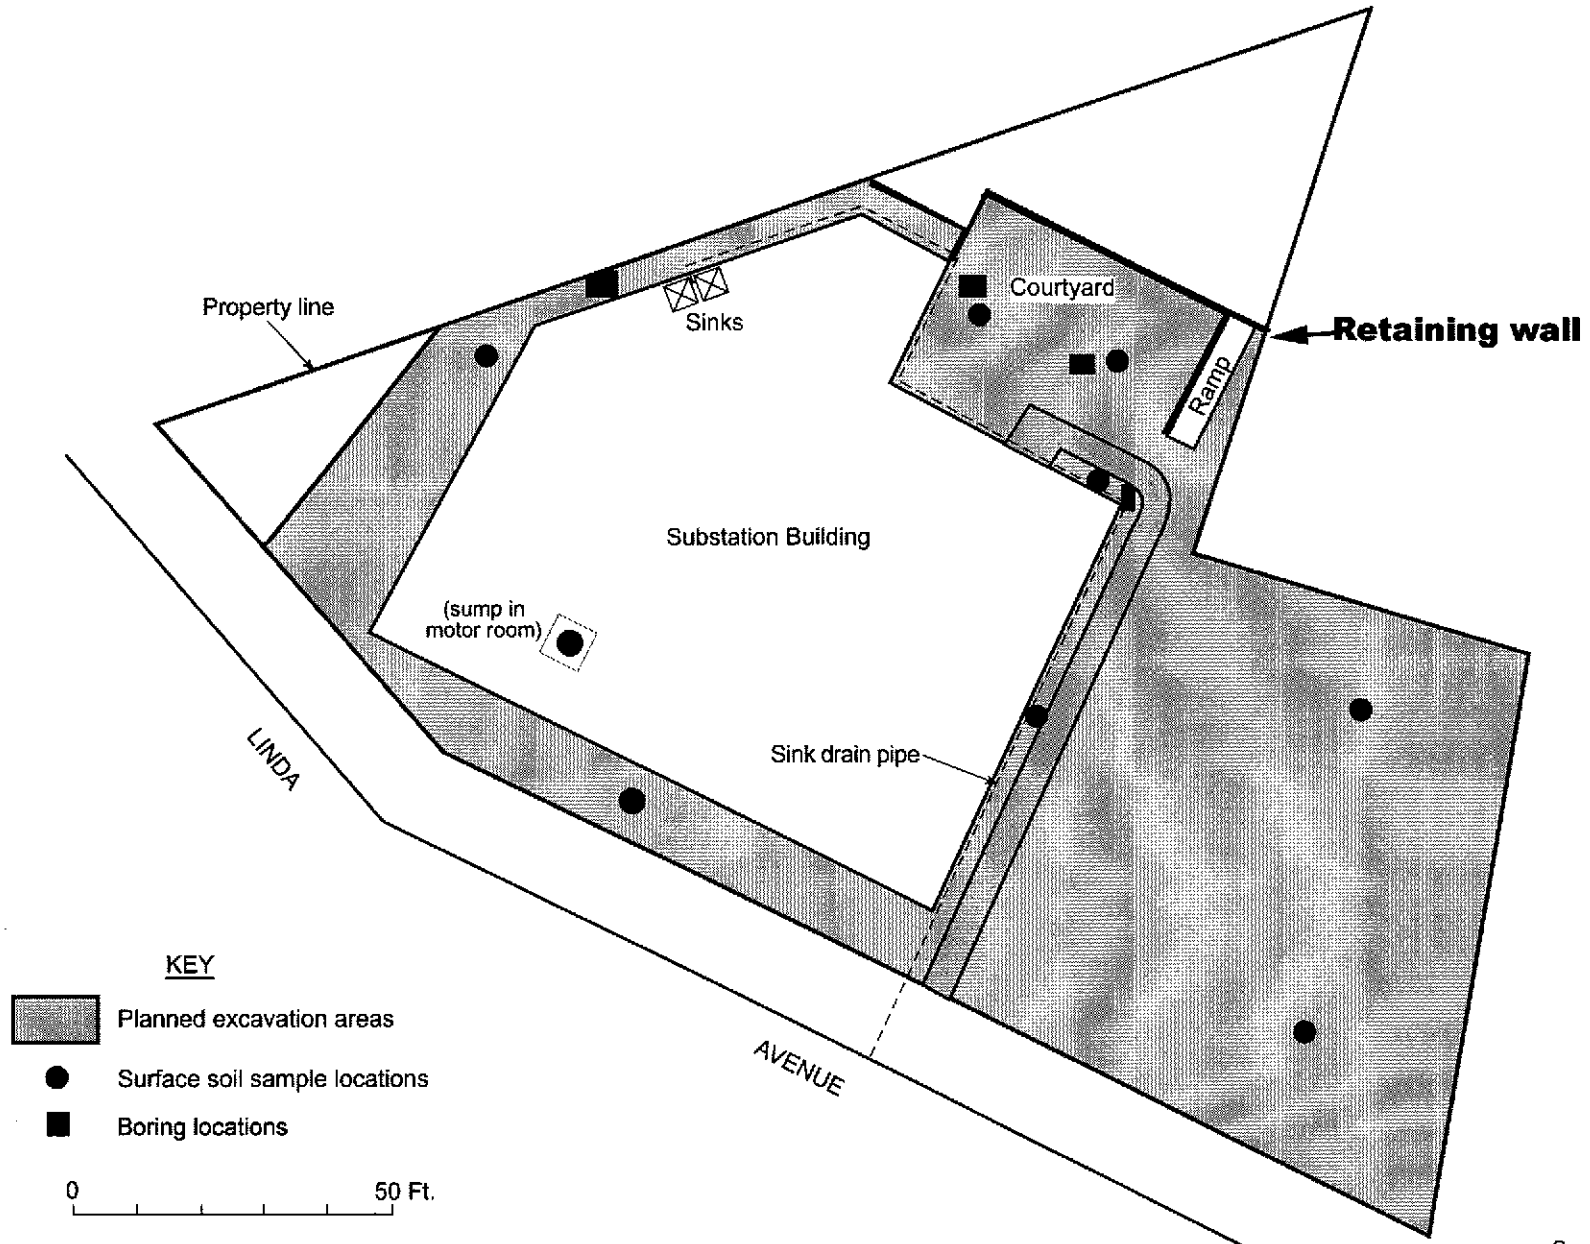 Property line
Sinks
Courtyard
Retaining wall
Ramp
Substation Building
(sump in
motor room)
Sink drain pipe
LINDA
AVENUE
KEY
Planned excavation areas
Surface soil sample locations
Boring locations
0 50 Ft.